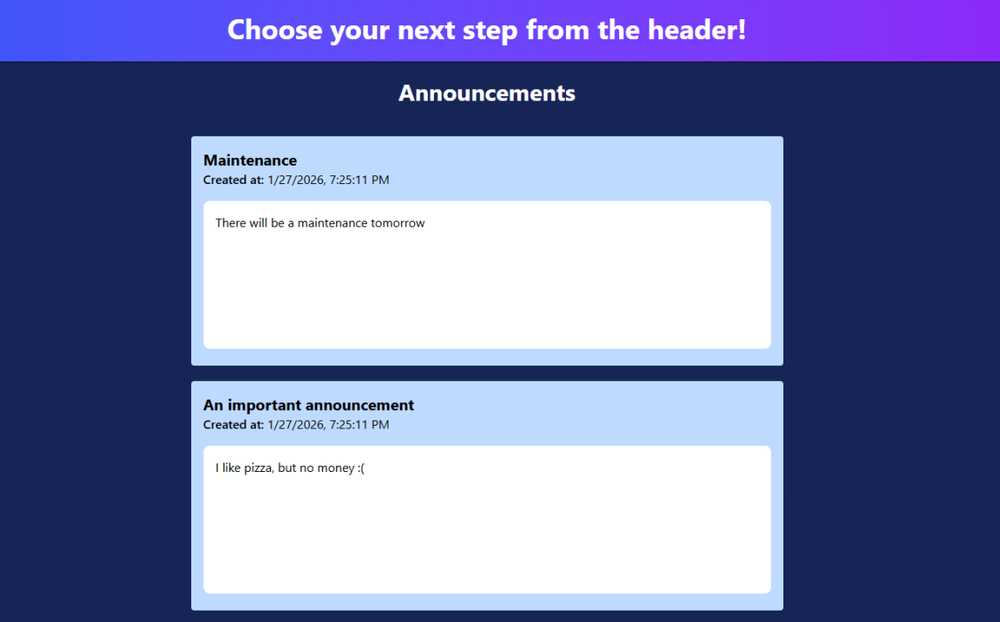 Choose your next step from the header!
Announcements
Maintenance
Created at: 1/27/2026, 7:25:11 PM
There will be a maintenance tomorrow
An important announcement
Created at: 1/27/2026, 7:25:11 PM
I like pizza, but no money :(